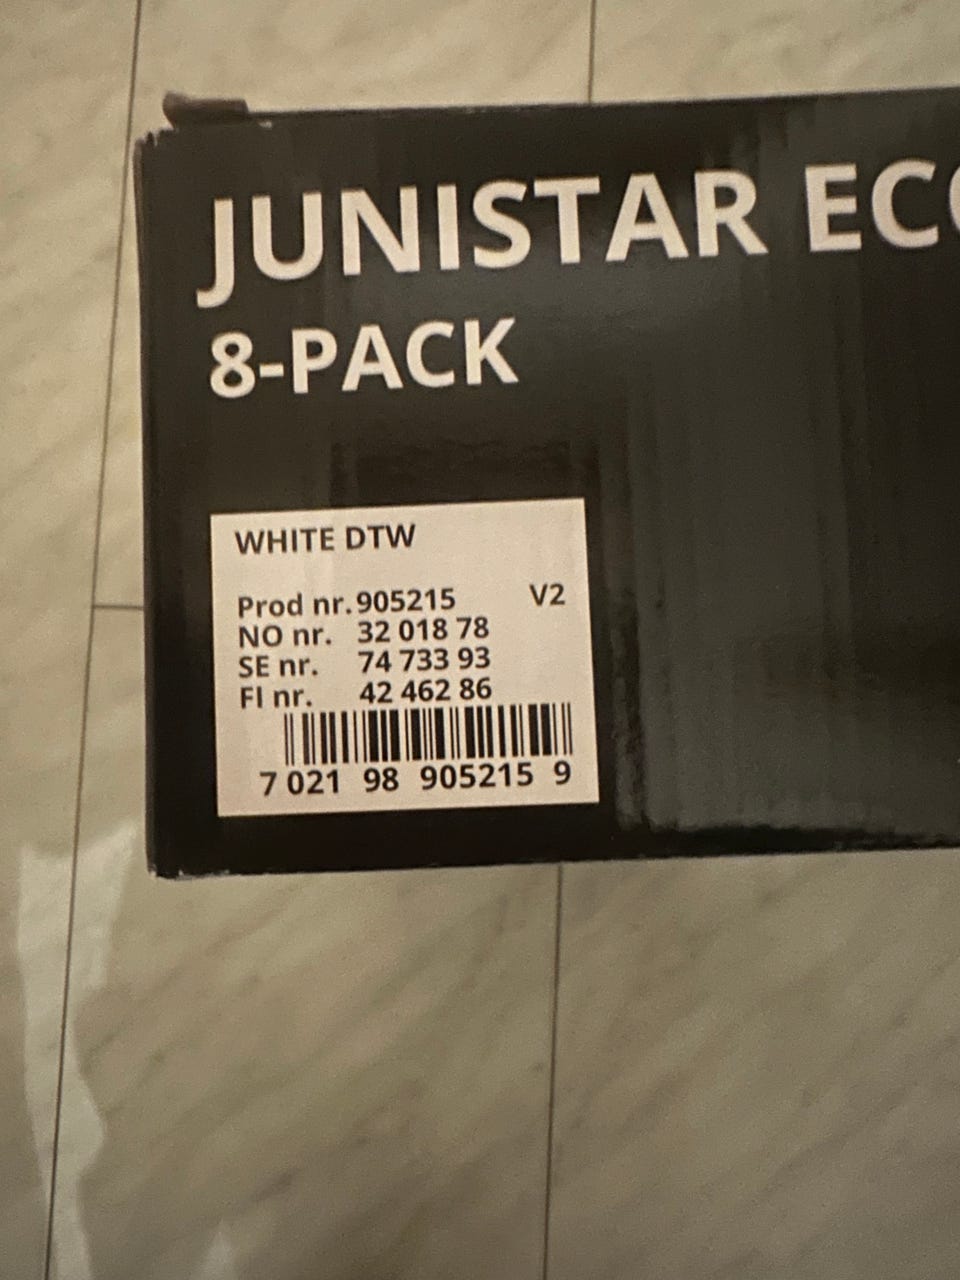 JUNISTAR ECO
8-PACK
WHITE DTW
Prod nr. 905215 V2
NO nr. 32 018 78
SE nr. 74 733 93
FI nr. 42 462 86
7 021 98 905215 9